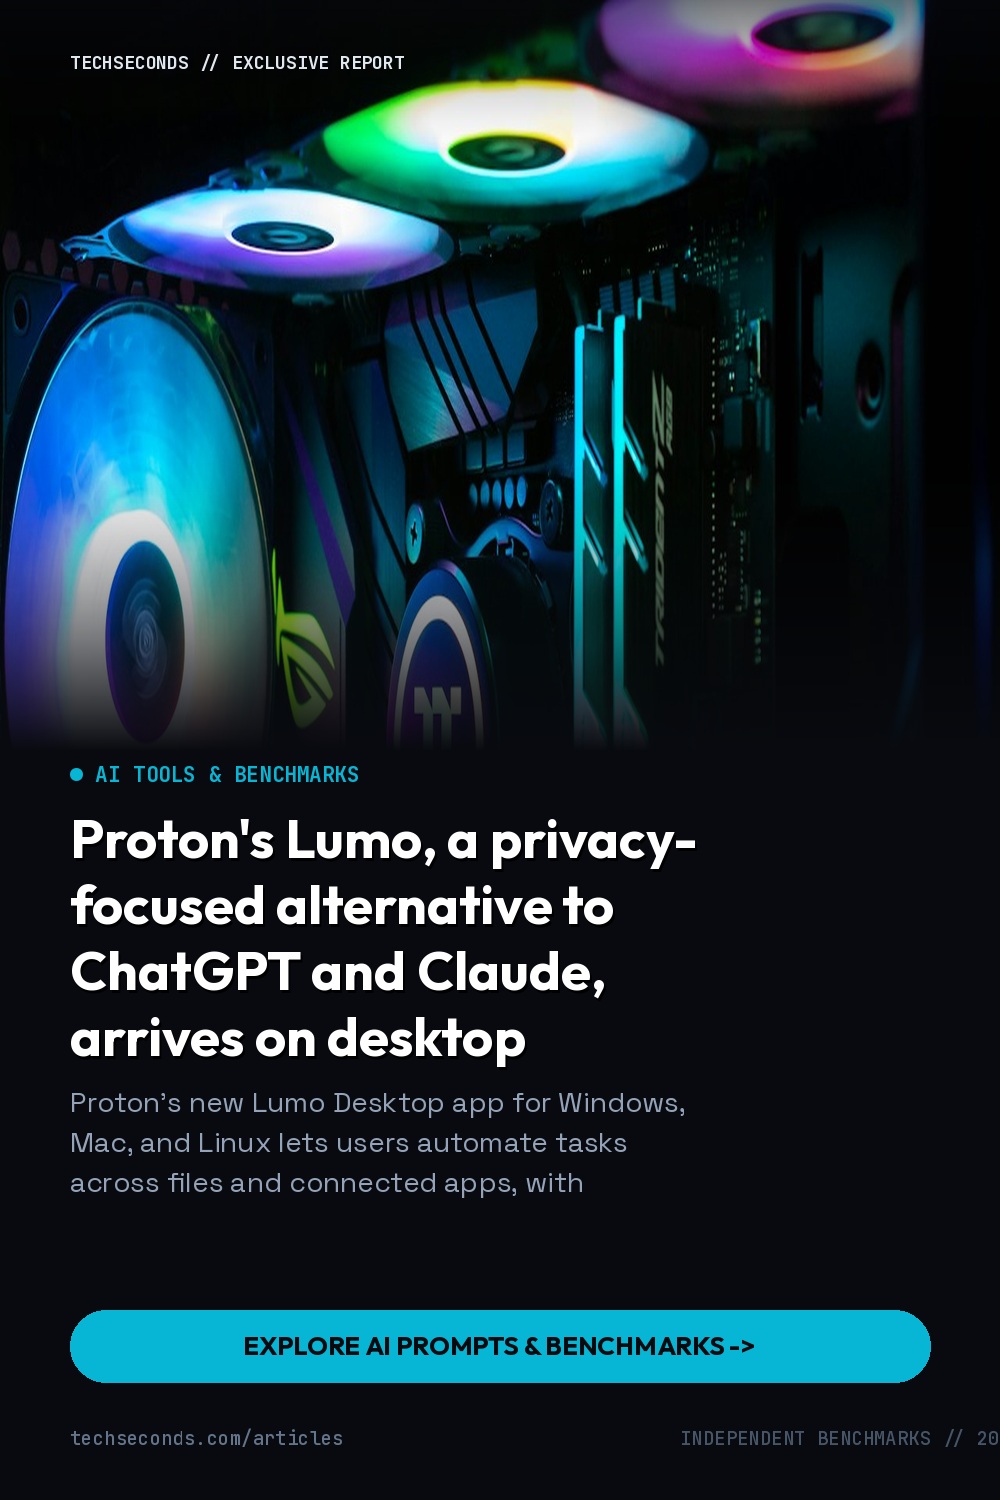 TECHSECONDS // EXCLUSIVE REPORT
TRIDENT Z
RGB
AI TOOLS & BENCHMARKS
Proton's Lumo, a privacy-
focused alternative to
ChatGPT and Claude,
arrives on desktop
Proton's new Lumo Desktop app for Windows,
Mac, and Linux lets users automate tasks
across files and connected apps, with
EXPLORE AI PROMPTS & BENCHMARKS ->
techseconds.com/articles
INDEPENDENT BENCHMARKS // 20